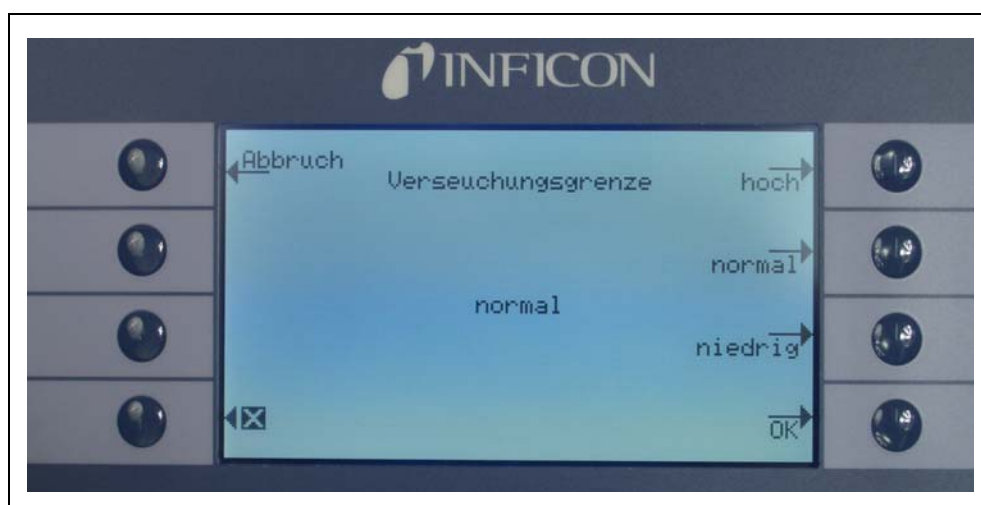 INFICON
Abbruch
Verseuchungsgrenze
hoch
normal
normal
niedrig
OK